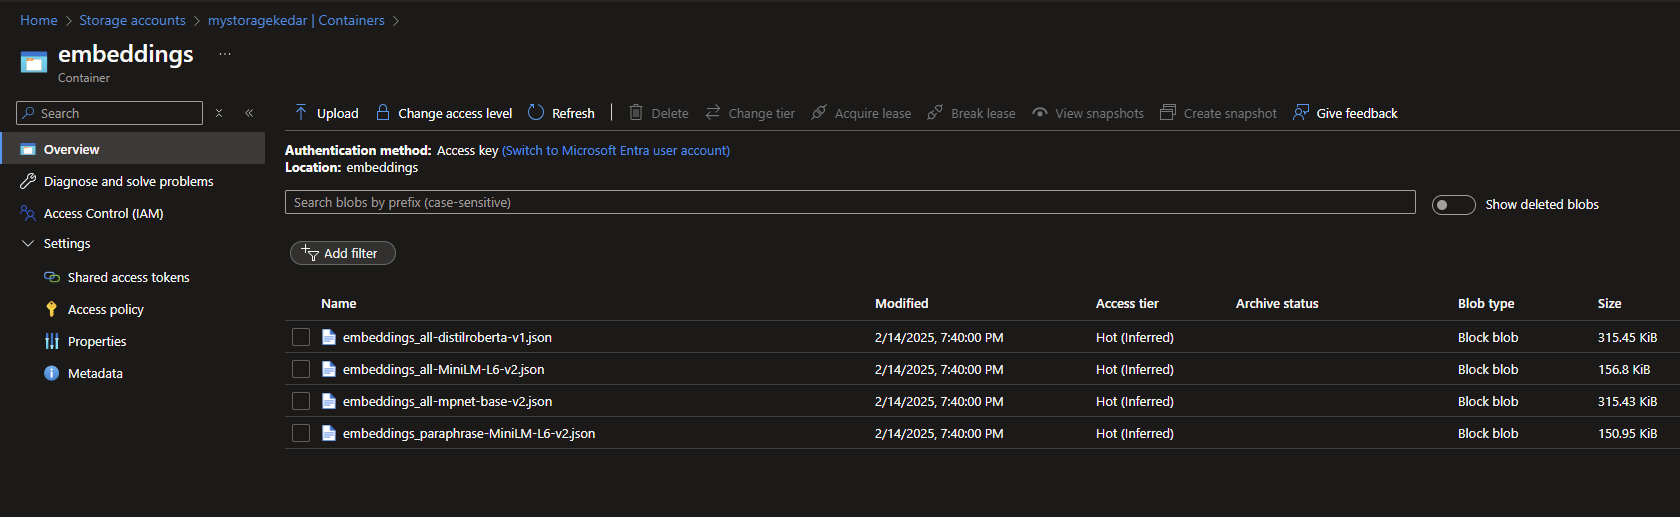 Home > Storage accounts > mystoragekedar | Containers >
embeddings ...
Container
Search
Upload Change access level Refresh Delete Change tier Acquire lease Break lease View snapshots Create snapshot Give feedback
Overview
Diagnose and solve problems
Access Control (IAM)
Settings
Shared access tokens
Access policy
Properties
Metadata
Authentication method: Access key (Switch to Microsoft Entra user account)
Location: embeddings
Search blobs by prefix (case-sensitive)
Show deleted blobs
Add filter
Name Modified Access tier Archive status Blob type Size
embeddings_all-distilroberta-v1.json 2/14/2025, 7:40:00 PM Hot (Inferred) Block blob 315.45 KiB
embeddings_all-MiniLM-L6-v2.json 2/14/2025, 7:40:00 PM Hot (Inferred) Block blob 156.8 KiB
embeddings_all-mpnet-base-v2.json 2/14/2025, 7:40:00 PM Hot (Inferred) Block blob 315.43 KiB
embeddings_paraphrase-MiniLM-L6-v2.json 2/14/2025, 7:40:00 PM Hot (Inferred) Block blob 150.95 KiB